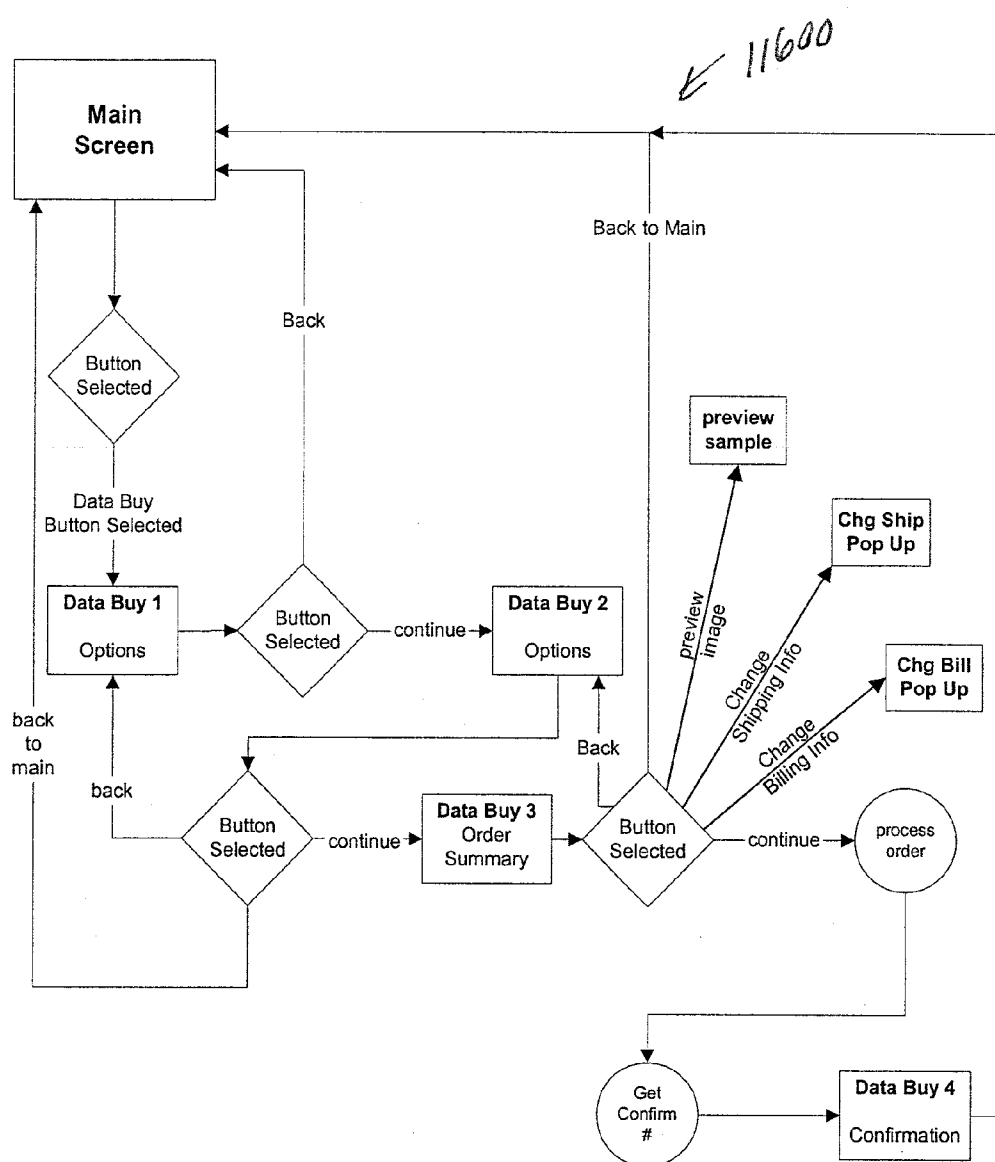 11600
Main
Screen
Back to Main
Back
Button
Selected
Data Buy
Button Selected
preview
sample
Chg Ship
Pop Up
Chg Bill
Pop Up
Data Buy 1
Options
Button
Selected
continue
Data Buy 2
Options
preview
image
Change
Shipping Info
Change
Billing Info
back
to
main
back
Button
Selected
continue
Data Buy 3
Order
Summary
Back
Button
Selected
continue
process
order
Get
Confirm
#
Data Buy 4
Confirmation